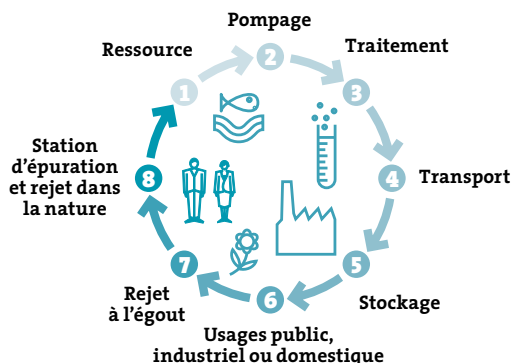 1
Ressource
2
Pompage
3
Traitement
4
Transport
5
Stockage
6
Usages public,
industriel ou domestique
7
Rejet
à l'égout
8
Station
d'épuration
et rejet dans
la nature